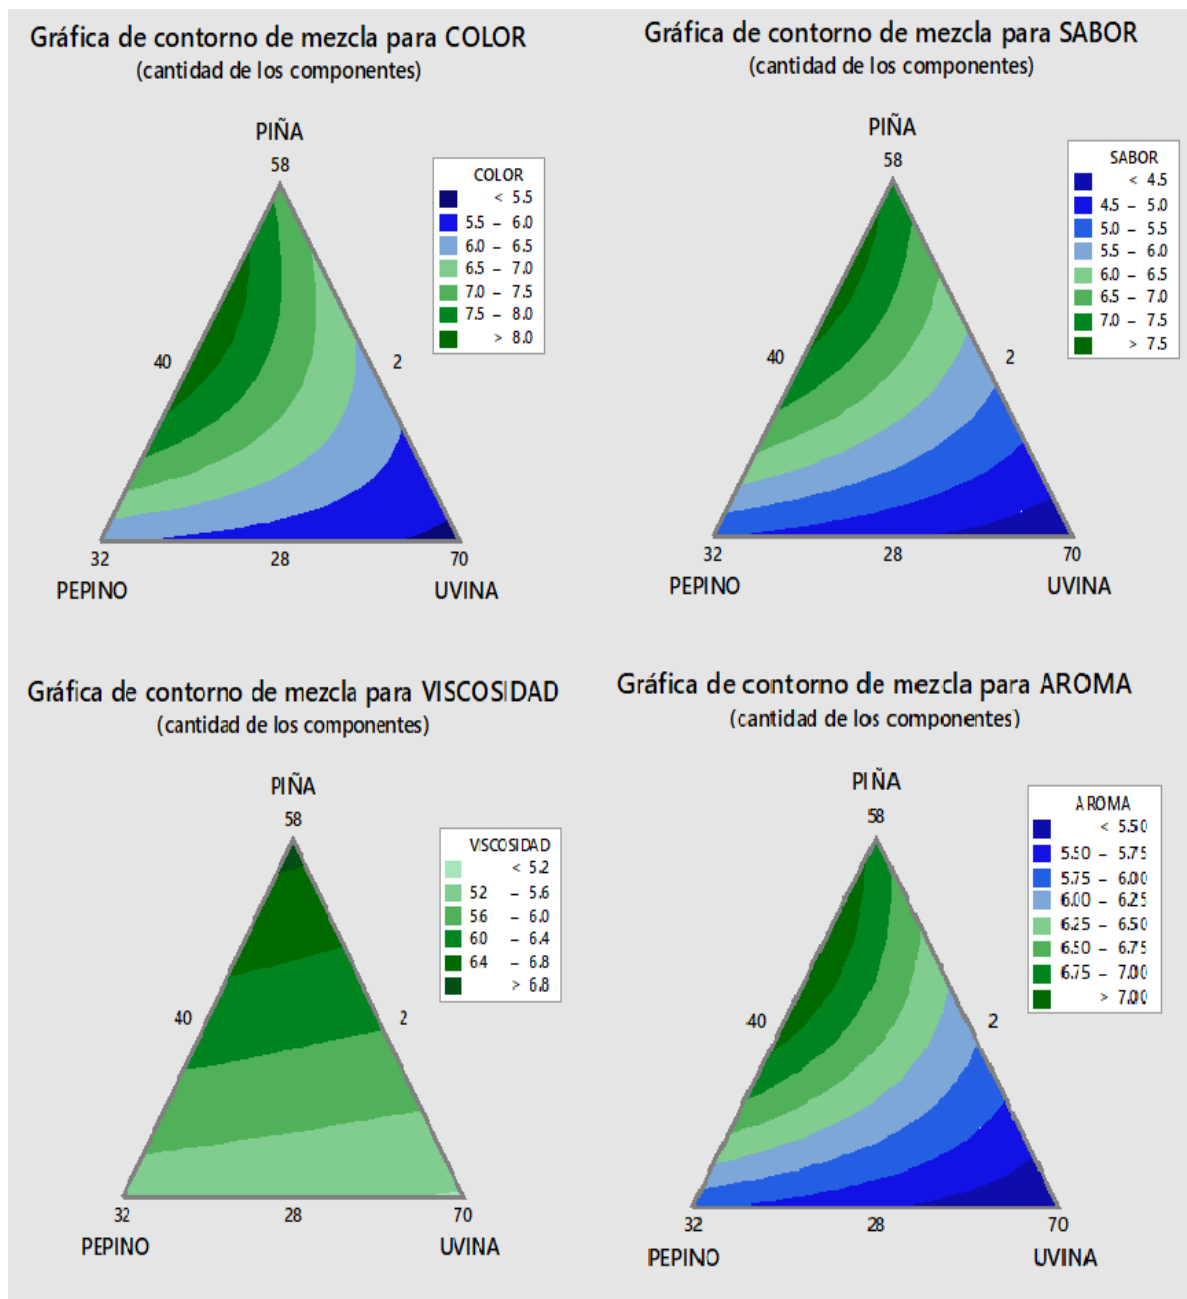 Gráfica de contorno de mezcla para COLOR
(cantidad de los componentes)
PIÑA
58
COLOR
< 5.5
5.5 – 6.0
6.0 – 6.5
6.5 – 7.0
7.0 – 7.5
7.5 – 8.0
> 8.0
40
2
32
28
70
PEPINO
UVINA
Gráfica de contorno de mezcla para SABOR
(cantidad de los componentes)
PIÑA
58
SABOR
< 4.5
4.5 – 5.0
5.0 – 5.5
5.5 – 6.0
6.0 – 6.5
6.5 – 7.0
7.0 – 7.5
> 7.5
40
2
32
28
70
PEPINO
UVINA
Gráfica de contorno de mezcla para VISCOSIDAD
(cantidad de los componentes)
PIÑA
58
VISCOSIDAD
< 5.2
5.2 – 5.6
5.6 – 6.0
6.0 – 6.4
6.4 – 6.8
> 6.8
40
2
32
28
70
PEPINO
UVINA
Gráfica de contorno de mezcla para AROMA
(cantidad de los componentes)
PIÑA
58
AROMA
< 5.50
5.50 – 5.75
5.75 – 6.00
6.00 – 6.25
6.25 – 6.50
6.50 – 6.75
6.75 – 7.00
> 7.00
40
2
32
28
70
PEPINO
UVINA